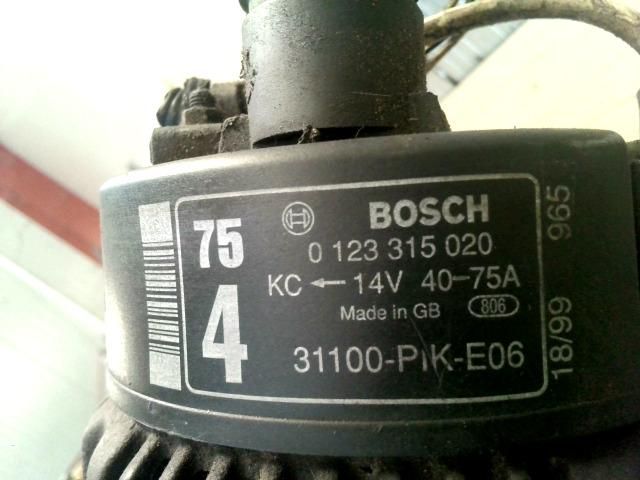 75
4
BOSCH
0 123 315 020
KC ← 14V 40-75A
Made in GB 806
31100-P1K-E06
18/99 965